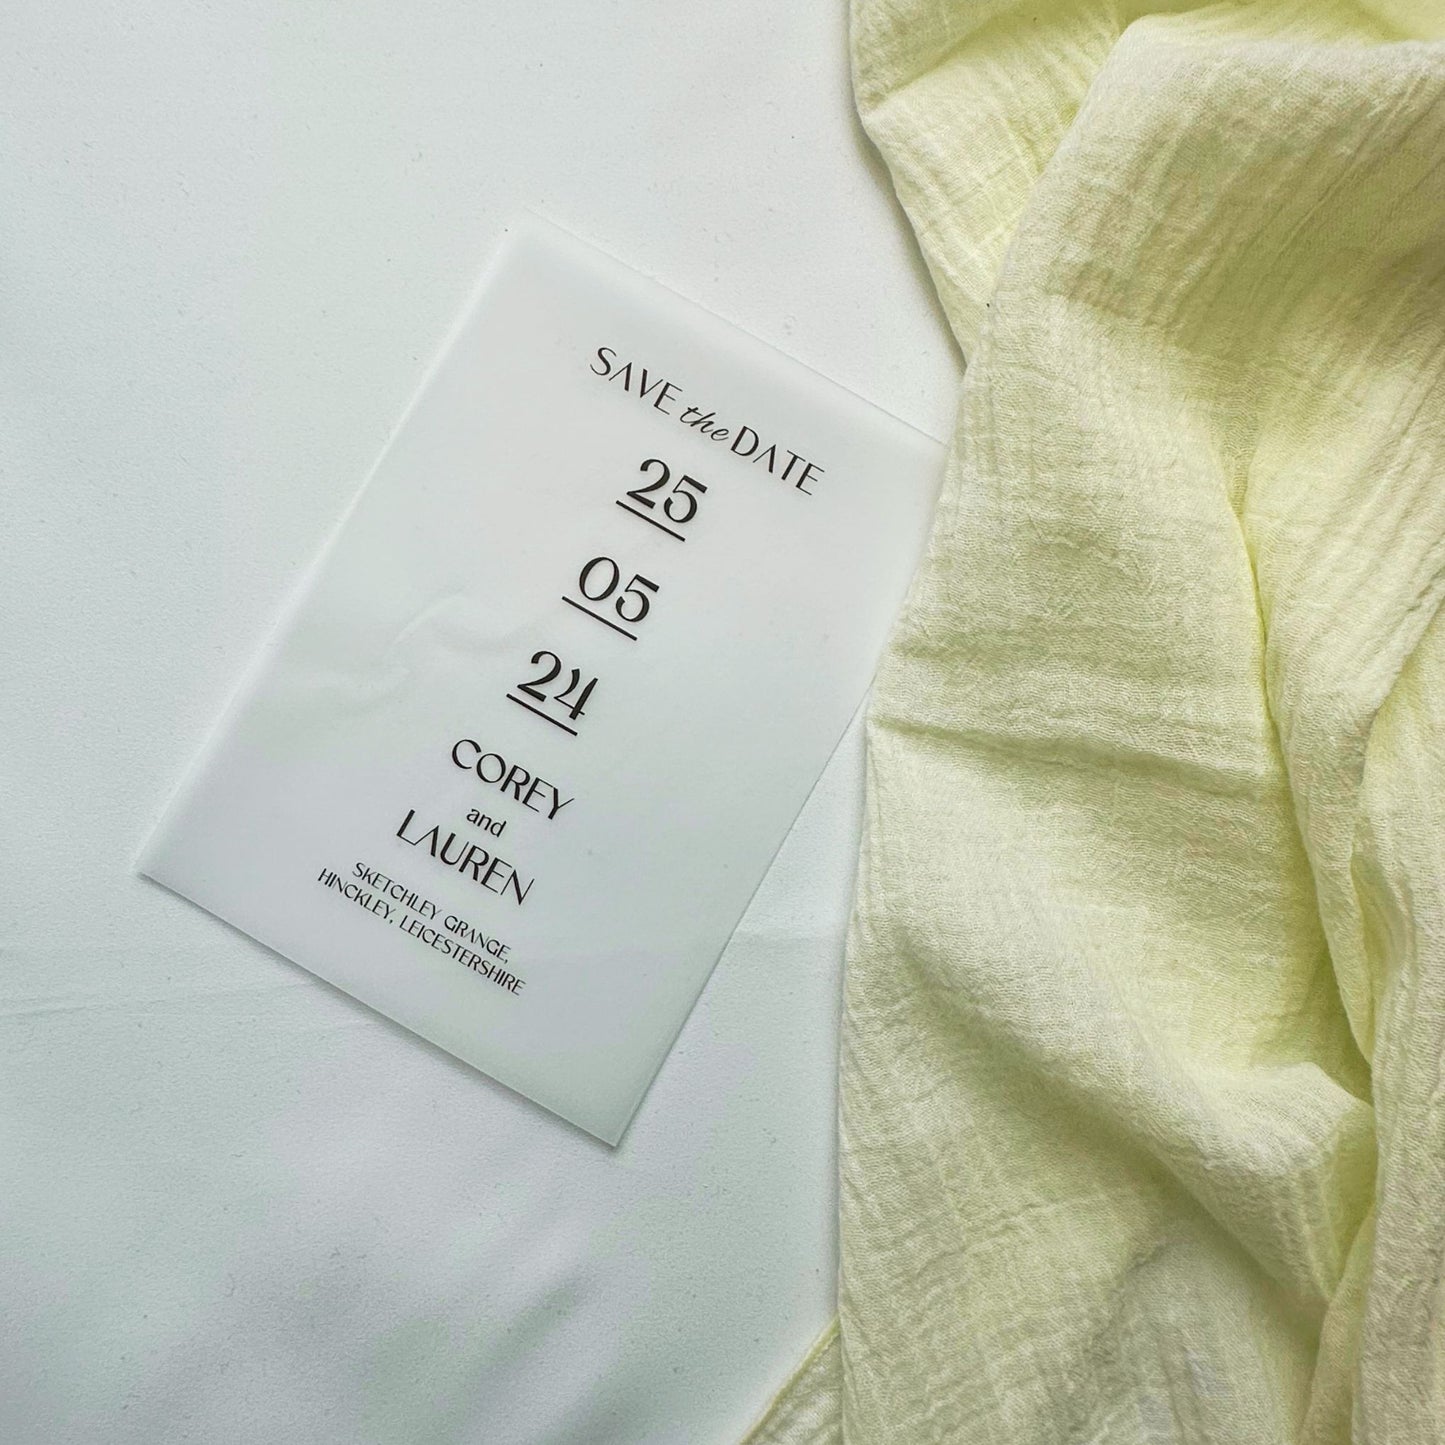 SAVE the DATE
25
05
24
COREY
and
LAUREN
SKETCHLEY GRANGE,
HINCKLEY, LEICESTERSHIRE